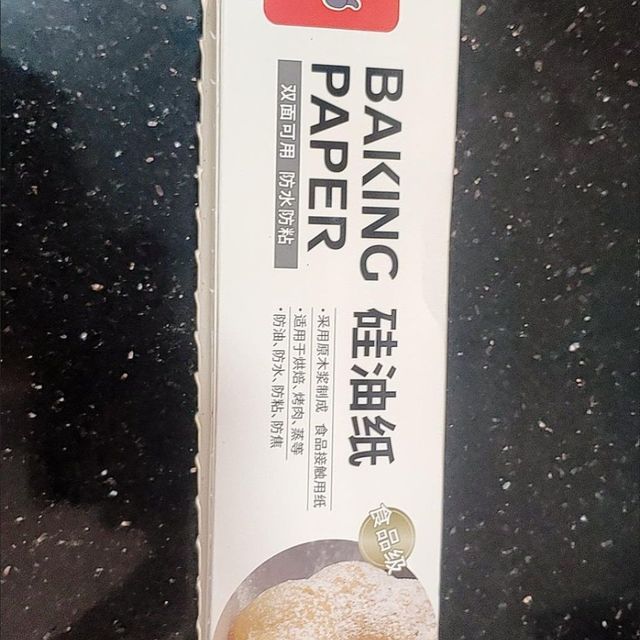 BAKING
PAPER
硅油纸
双面可用 防水防粘
·采用原木浆制成 食品接触用纸
·适用于烘焙、烤肉、蒸等
·防油、防水、防粘、防焦
食品级